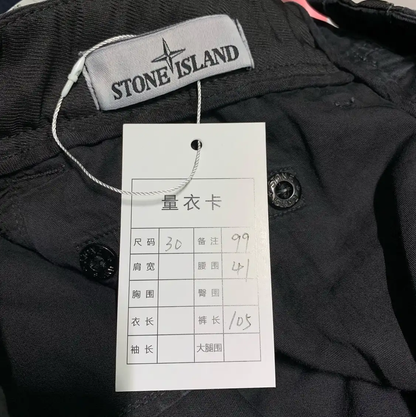 STONE ISLAND
量衣卡
尺码 30 备注 99
肩宽 腰围 41
胸围 臀围
衣长 裤长 105
袖长 大腿围